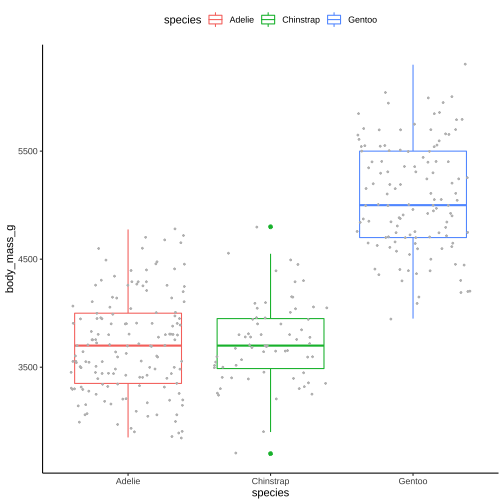 species Adelie Chinstrap Gentoo
body_mass_g
5500
4500
3500
Adelie Chinstrap Gentoo
species